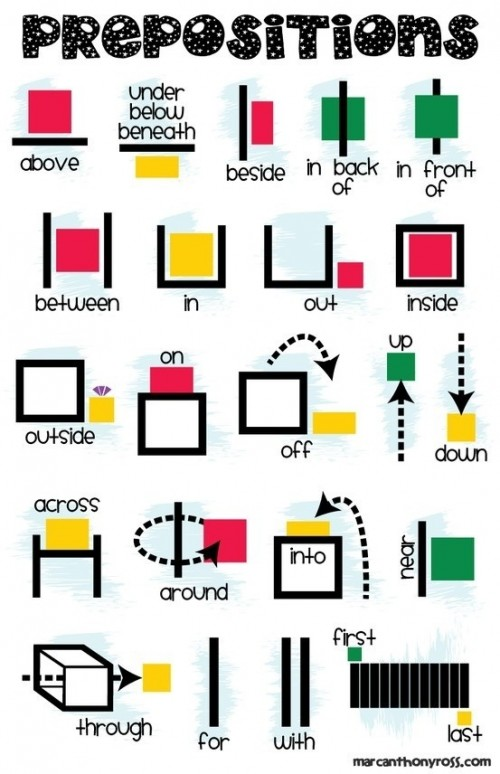 PREPOSITIONS
above
under
below
beneath
beside
in back
of
in front
of
between
in
out
inside
outside
on
off
up
down
across
around
into
near
through
for
with
first
last
marcanthonyross.com